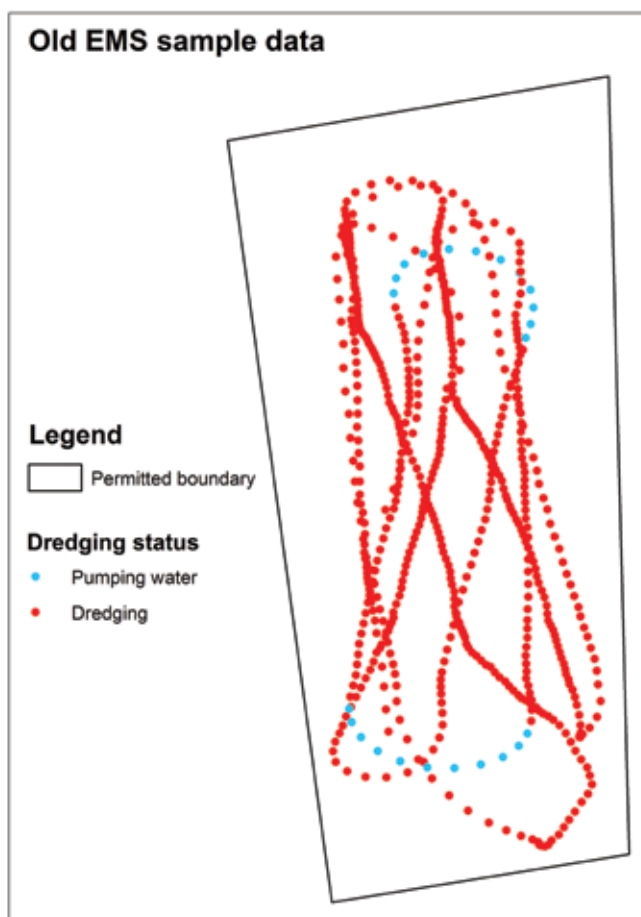 Old EMS sample data
Legend
Permitted boundary
Dredging status
Pumping water
Dredging